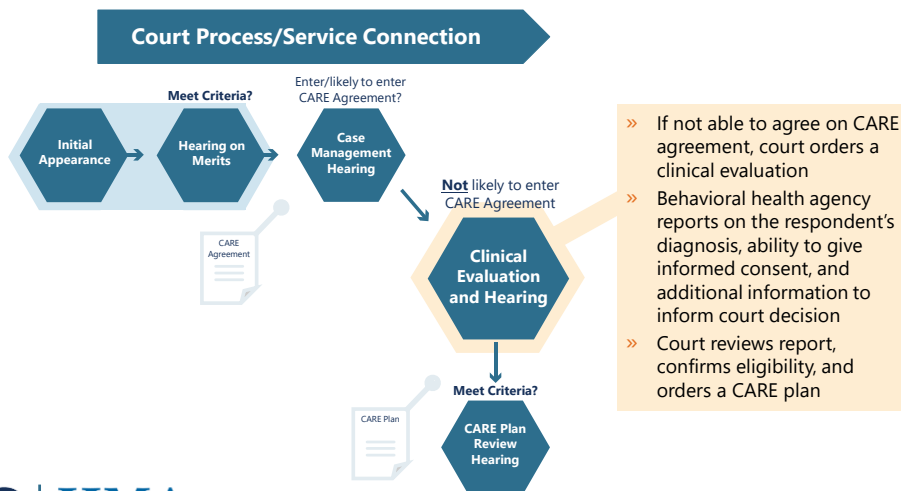 Court Process/Service Connection
Enter/likely to enter
CARE Agreement?
Meet Criteria?
Initial
Appearance
Hearing on
Merits
Case
Management
Hearing
CARE
Agreement
Not likely to enter
CARE Agreement
Clinical
Evaluation
and Hearing
» If not able to agree on CARE
agreement, court orders a
clinical evaluation
» Behavioral health agency
reports on the respondent's
diagnosis, ability to give
informed consent, and
additional information to
inform court decision
» Court reviews report,
confirms eligibility, and
orders a CARE plan
Meet Criteria?
CARE Plan
CARE Plan
Review
Hearing